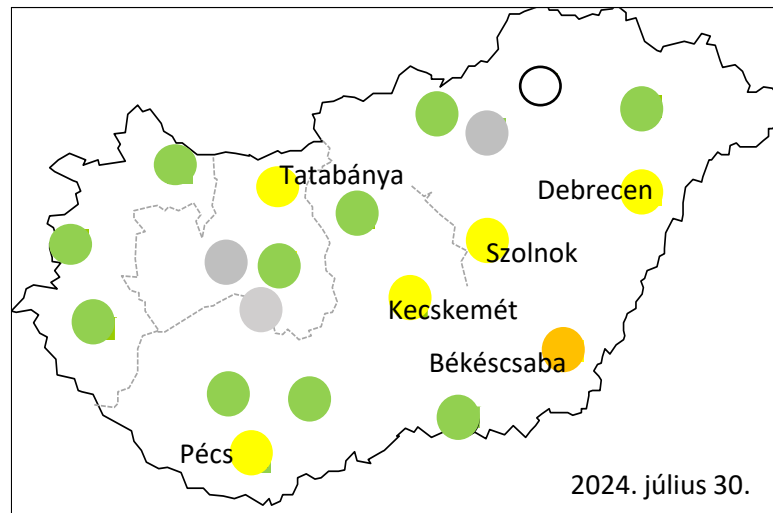 Tatabánya
Debrecen
Szolnok
Kecskemét
Békéscsaba
Pécs
2024. július 30.